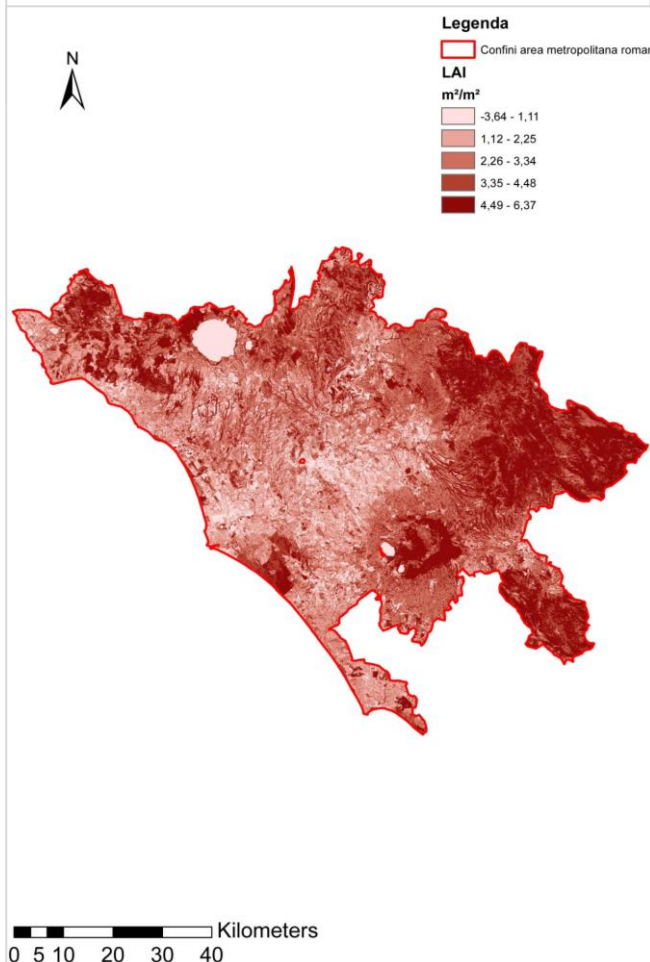 Legenda
Confini area metropolitana romar
LAI
m²/m²
-3,64 - 1,11
1,12 - 2,25
2,26 - 3,34
3,35 - 4,48
4,49 - 6,37
N
Kilometers
0 5 10 20 30 40